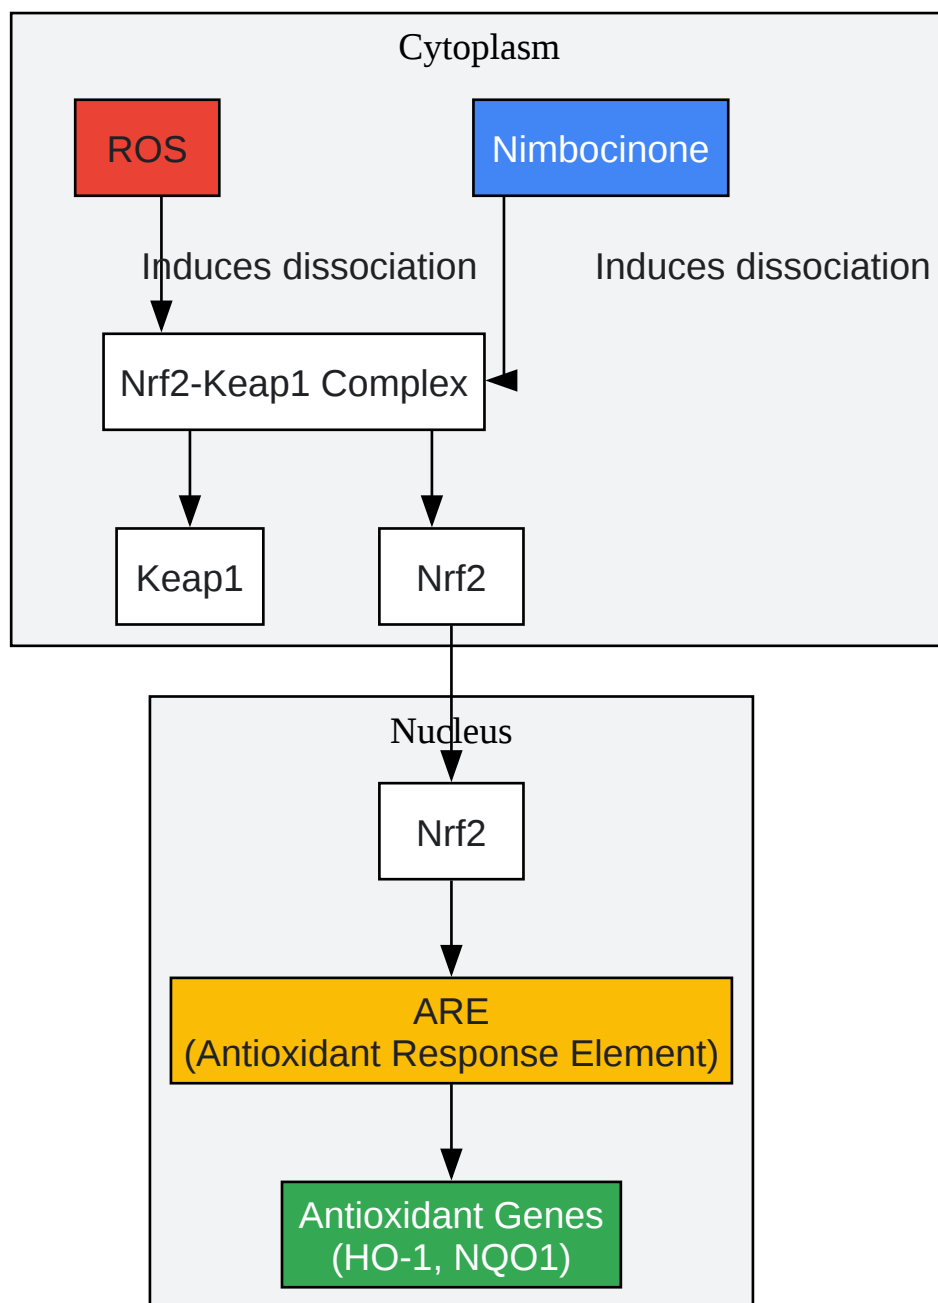 Cytoplasm
ROS
Nimbocinone
Induces dissociation
Induces dissociation
Nrf2-Keap1 Complex
Keap1
Nrf2
Nucleus
Nrf2
ARE
(Antioxidant Response Element)
Antioxidant Genes
(HO-1, NQO1)